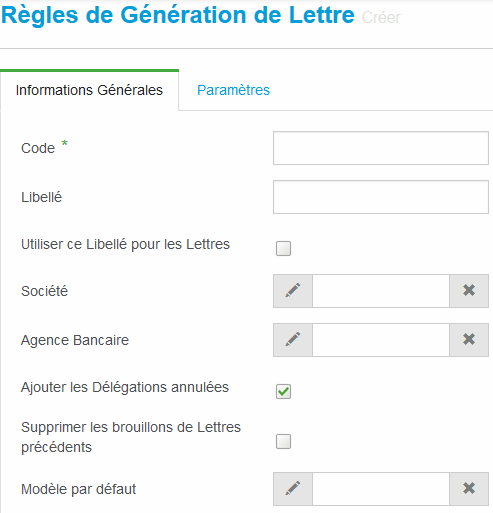 Règles de Génération de Lettre Créer
Informations Générales Paramètres
Code *
Libellé
Utiliser ce Libellé pour les Lettres
Société
Agence Bancaire
Ajouter les Délégations annulées
Supprimer les brouillons de Lettres
précédents
Modèle par défaut